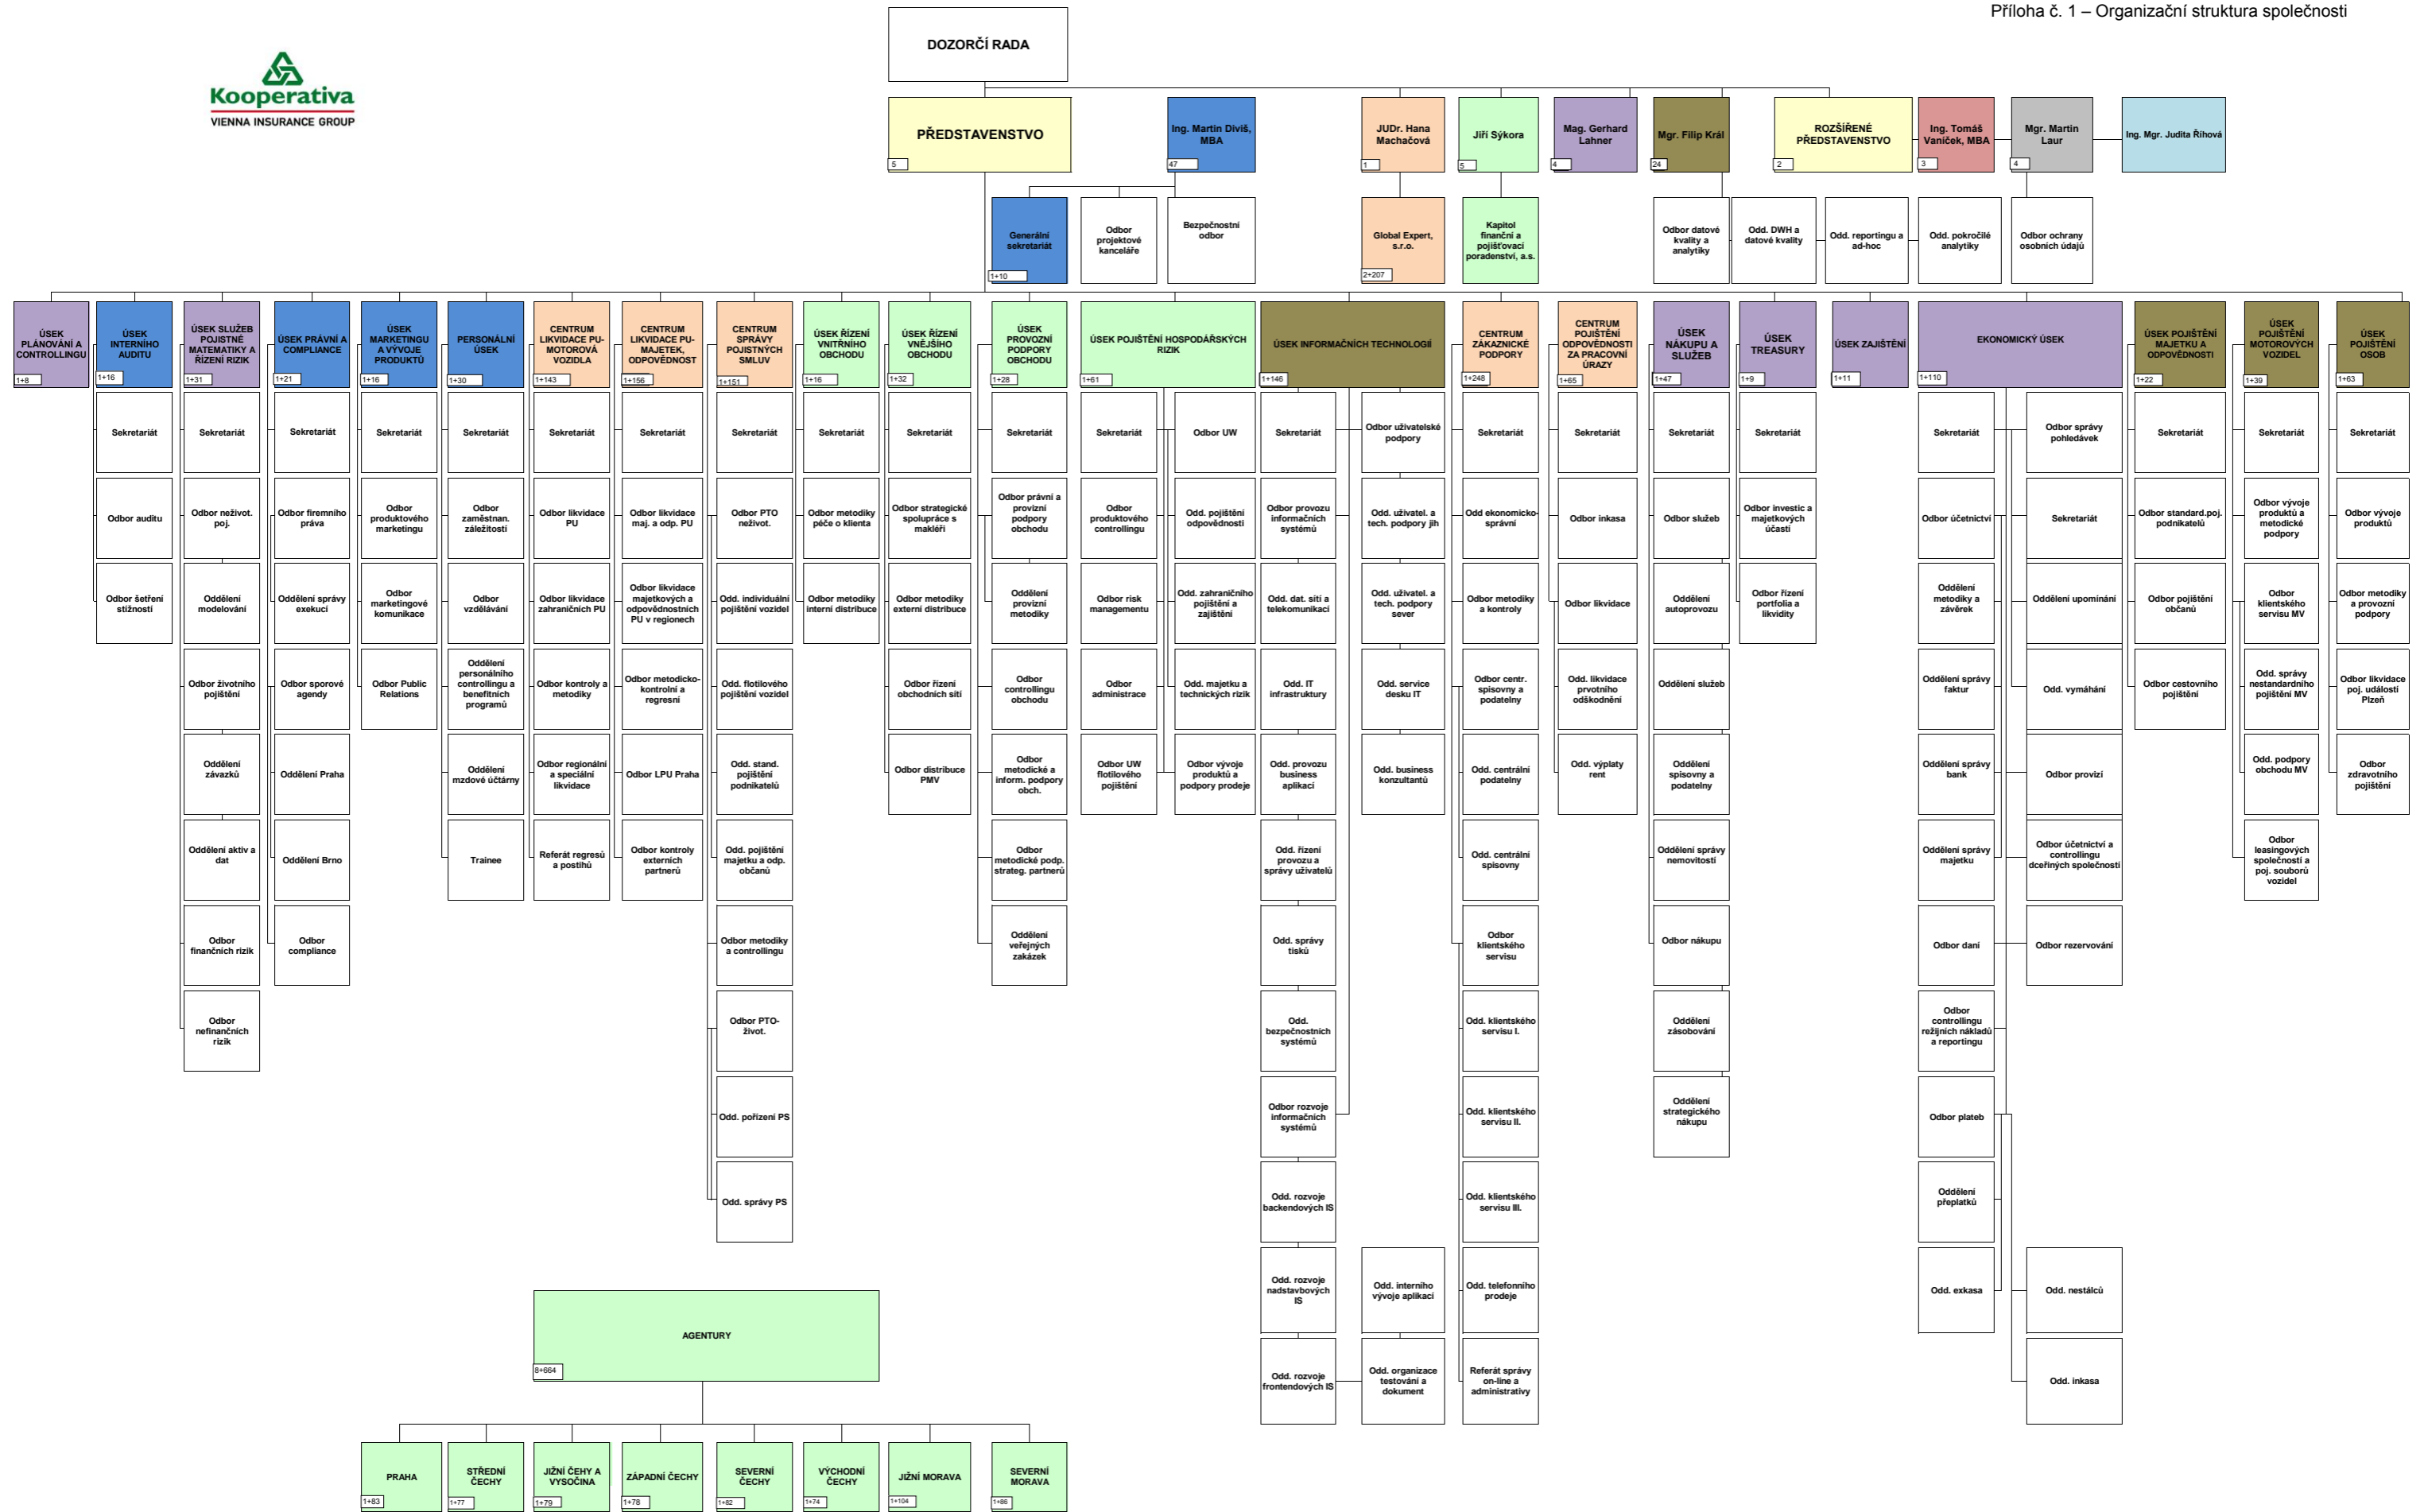 Příloha č. 1 – Organizační struktura společnosti
Kooperativa
VIENNA INSURANCE GROUP
DOZORČÍ RADA
PŘEDSTAVENSTVO
5
Ing. Martin Diviš,
MBA
47
JUDr. Hana
Machačová
1
Jiří Sýkora
5
Mag. Gerhard
Lahner
4
Mgr. Filip Král
24
ROZŠÍŘENÉ
PŘEDSTAVENSTVO
2
Ing. Tomáš
Vaníček, MBA
3
Mgr. Martin
Laur
4
Ing. Mgr. Judita Říhová
Generální
sekretariát
1+10
Odbor
projektové
kanceláře
Bezpečnostní
odbor
Global Expert,
s.r.o.
2+207
Kapitol
finanční a
pojišťovací
poradenství, a.s.
Odbor datové
kvality a
analytiky
Odd. DWH a
datové kvality
Odd. reportingu a
ad-hoc
Odd. pokročilé
analytiky
Odbor ochrany
osobních údajů
ÚSEK
PLÁNOVÁNÍ A
CONTROLLINGU
1+8
ÚSEK
INTERNÍHO
AUDITU
1+16
Sekretariát
Odbor auditu
Odbor šetření
stížností
ÚSEK SLUŽEB
POJISTNÉ
MATEMATIKY A
ŘÍZENÍ RIZIK
1+31
Sekretariát
Odbor neživot.
poj.
Oddělení
modelování
Odbor životního
pojištění
Oddělení
závazků
Oddělení aktiv a
dat
Odbor
finančních rizik
Odbor
nefinančních
rizik
ÚSEK PRÁVNÍ A
COMPLIANCE
1+21
Sekretariát
Odbor firemního
práva
Oddělení správy
exekucí
Odbor sporové
agendy
Oddělení Praha
Oddělení Brno
Odbor
compliance
ÚSEK
MARKETINGU
A VÝVOJE
PRODUKTŮ
1+16
Sekretariát
Odbor
produktového
marketingu
Odbor
marketingové
komunikace
Odbor Public
Relations
PERSONÁLNÍ
ÚSEK
1+30
Sekretariát
Odbor
zaměstnan.
záležitostí
Odbor
vzdělávání
Oddělení
personálního
controllingu a
benefitních
programů
Oddělení
mzdové účtárny
Trainee
CENTRUM
LIKVIDACE PU-
MOTOROVÁ
VOZIDLA
1+143
Sekretariát
Odbor likvidace
PU
Odbor likvidace
zahraničních PU
Odbor kontroly a
metodiky
Odbor regionální
a speciální
likvidace
Referát regresů
a postihů
CENTRUM
LIKVIDACE PU-
MAJETEK,
ODPOVĚDNOST
1+156
Sekretariát
Odbor likvidace
maj. a odp. PU
Odbor likvidace
majetkových a
odpovědnostních
PU v regionech
Odbor metodicko-
kontrolní a
regresní
Odbor LPU Praha
Odbor kontroly
externích
partnerů
CENTRUM
SPRÁVY
POJISTNÝCH
SMLUV
1+151
Sekretariát
Odbor PTO
neživot.
Odd. individuální
pojištění vozidel
Odd. flotilového
pojištění vozidel
Odd. stand.
pojištění
podnikatelů
Odd. pojištění
majetku a odp.
občanů
Odbor metodiky
a controllingu
Odbor PTO-
život.
Odd. pořízení PS
Odd. správy PS
ÚSEK ŘÍZENÍ
VNITŘNÍHO
OBCHODU
1+16
Sekretariát
Odbor metodiky
péče o klienta
Odbor metodiky
interní distribuce
ÚSEK ŘÍZENÍ
VNĚJŠÍHO
OBCHODU
1+32
Sekretariát
Odbor strategické
spolupráce s
makléři
Odbor metodiky
externí distribuce
Odbor řízení
obchodních sítí
Odbor distribuce
PMV
ÚSEK
PROVOZNÍ
PODPORY
OBCHODU
1+28
Sekretariát
Odbor právní a
provizní
podpory
obchodu
Oddělení
provizní
metodiky
Odbor
controllingu
obchodu
Odbor
metodické a
inform. podpory
obch.
Odbor
metodické podp.
strateg. partnerů
Oddělení
veřejných
zakázek
ÚSEK POJIŠTĚNÍ HOSPODÁŘSKÝCH
RIZIK
1+61
Sekretariát
Odbor
produktového
controllingu
Odbor risk
managementu
Odbor
administrace
Odbor UW
flotilového
pojištění
Odbor UW
Odd. pojištění
odpovědnosti
Odd. zahraničního
pojištění a
zajištění
Odd. majetku a
technických rizik
Odbor vývoje
produktů a
podpory prodeje
ÚSEK INFORMAČNÍCH TECHNOLOGIÍ
1+146
Sekretariát
Odbor provozu
informačních
systémů
Odd. dat. sítí a
telekomunikací
Odd. IT
infrastruktury
Odd. provozu
business
aplikací
Odd. řízení
provozu a
správy uživatelů
Odd. správy
tisků
Odd.
bezpečnostních
systémů
Odbor rozvoje
informačních
systémů
Odd. rozvoje
backendových IS
Odd. rozvoje
nadstavbových
IS
Odd. rozvoje
frontendových IS
Odbor uživatelské
podpory
Odd. uživatel. a
tech. podpory jih
Odd. uživatel. a
tech. podpory
sever
Odd. service
desku IT
Odd. business
konzultantů
Odd. interního
vývoje aplikací
Odd. organizace
testování a
dokument
CENTRUM
ZÁKAZNICKÉ
PODPORY
1+248
Sekretariát
Odd ekonomicko-
správní
Odbor metodiky
a kontroly
Odbor centr.
spisovny a
podatelny
Odd. centrální
podatelny
Odd. centrální
spisovny
Odbor
klientského
servisu
Odd. klientského
servisu I.
Odd. klientského
servisu II.
Odd. klientského
servisu III.
Odd. telefonního
prodeje
Referát správy
on-line a
administrativy
CENTRUM
POJIŠTĚNÍ
ODPOVĚDNOSTI
ZA PRACOVNÍ
ÚRAZY
1+65
Sekretariát
Odbor inkasa
Odbor likvidace
Odd. likvidace
prvotního
odškodnění
Odd. výplaty
rent
ÚSEK
NÁKUPU A
SLUŽEB
1+47
Sekretariát
Odbor služeb
Oddělení
autoprovozu
Oddělení služeb
Oddělení
spisovny a
podatelny
Oddělení správy
nemovitostí
Odbor nákupu
Oddělení
zásobování
Oddělení
strategického
nákupu
ÚSEK
TREASURY
1+9
Sekretariát
Odbor investic a
majetkových
účastí
Odbor řízení
portfolia a
likvidity
ÚSEK ZAJIŠTĚNÍ
1+11
EKONOMICKÝ ÚSEK
1+110
Sekretariát
Odbor účetnictví
Oddělení
metodiky a
závěrek
Oddělení správy
faktur
Oddělení správy
bank
Oddělení správy
majetku
Odbor daní
Odbor
controllingu
režijních nákladů
a reportingu
Odbor plateb
Oddělení
přeplatků
Odd. exkasa
Odbor správy
pohledávek
Sekretariát
Oddělení upomínání
Odd. vymáhání
Odbor provizí
Odbor účetnictví a
controllingu
dceřiných společností
Odbor rezervování
Odd. nestálců
Odd. inkasa
ÚSEK POJIŠTĚNÍ
MAJETKU A
ODPOVĚDNOSTI
1+22
Sekretariát
Odbor standard.poj.
podnikatelů
Odbor pojištění
občanů
Odbor cestovního
pojištění
ÚSEK
POJIŠTĚNÍ
MOTOROVÝCH
VOZIDEL
1+39
Sekretariát
Odbor vývoje
produktů a
metodické
podpory
Odbor
klientského
servisu MV
Odd. správy
nestandardního
pojištění MV
Odd. podpory
obchodu MV
Odbor
leasingových
společností a
poj. souborů
vozidel
ÚSEK
POJIŠTĚNÍ
OSOB
1+63
Sekretariát
Odbor vývoje
produktů
Odbor metodiky
a provozní
podpory
Odbor likvidace
poj. událostí
Plzeň
Odbor
zdravotního
pojištění
AGENTURY
8+664
PRAHA
1+83
STŘEDNÍ
ČECHY
1+77
JIŽNÍ ČEHY A
VYSOČINA
1+79
ZÁPADNÍ ČECHY
1+78
SEVERNÍ
ČECHY
1+82
VÝCHODNÍ
ČECHY
1+74
JIŽNÍ MORAVA
1+104
SEVERNÍ
MORAVA
1+86